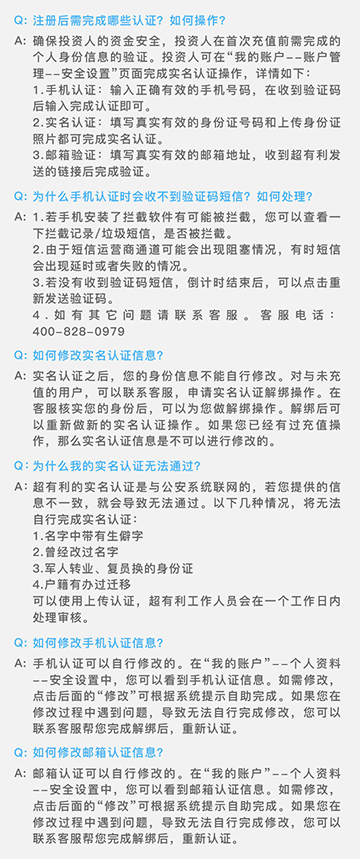 Q: 注册后需完成哪些认证？如何操作？
A: 确保投资人的资金安全，投资人在首次充值前需完成的
个人身份信息的验证。投资人可在“我的账户”--账户管
理--安全设置”页面完成实名认证操作，详情如下：
1.手机认证：输入正确有效的手机号码，在收到验证码
后输入完成认证即可。
2.实名认证：填写真实有效的身份证号码和上传身份证
照片都可完成实名认证。
3.邮箱验证：填写真实有效的邮箱地址，收到超有利发
送的链接后完成验证。
Q: 为什么手机认证时会收不到验证码短信？如何处理？
A: 1.若手机安装了拦截软件有可能被拦截，您可以查看一
下拦截记录/垃圾短信，是否被拦截。
2.由于短信运营商通道可能会出现阻塞情况，有时短信
会出现延时或者失败的情况。
3.若没有收到验证码短信，倒计时结束后，可以点击重
新发送验证码。
4.如有其它问题请联系客服。客服电话：
400-828-0979
Q: 如何修改实名认证信息？
A: 实名认证之后，您的身份信息不能自行修改。对与未充
值的用户，可以联系客服，申请实名认证解绑操作。在
客服核实您的身份后，可以为您做解绑操作。解绑后可
以重新做新的实名认证操作。如果您已经有过充值操
作，那么实名认证信息是不可以进行修改的。
Q: 为什么我的实名认证无法通过？
A: 超有利的实名认证是与公安系统联网的，若您提供的信
息不一致，就会导致无法通过。以下几种情况，将无法
自行完成实名认证：
1.名字中带有生僻字
2.曾经改过名字
3.军人转业、复员换的身份证
4.户籍有办过迁移
可以使用上传认证，超有利工作人员会在一个工作日内
处理审核。
Q: 如何修改手机认证信息？
A: 手机认证可以自行修改的。在“我的账户”--个人资料
--安全设置中，您可以看到手机认证信息。如需修改，
点击后面的“修改”可根据系统提示自助完成。如果您在
修改过程中遇到问题，导致无法自行完成修改，您可以
联系客服帮您完成解绑后，重新认证。
Q: 如何修改邮箱认证信息？
A: 邮箱认证可以自行修改的。在“我的账户”--个人资料
--安全设置中，您可以看到邮箱认证信息。如需修改，
点击后面的“修改”可根据系统提示自助完成。如果您在
修改过程中遇到问题，导致无法自行完成修改，您可以
联系客服帮您完成解绑后，重新认证。